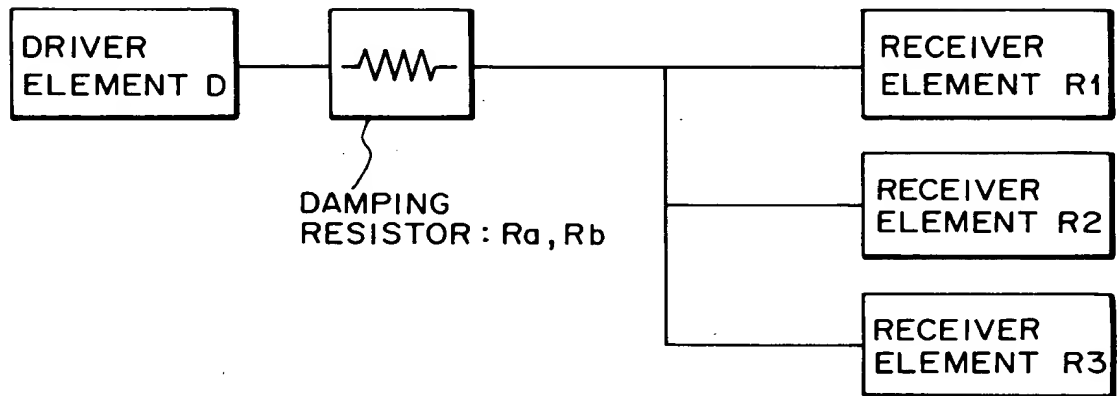 DRIVER
ELEMENT D
DAMPING
RESISTOR : Ra, Rb
RECEIVER
ELEMENT R1
RECEIVER
ELEMENT R2
RECEIVER
ELEMENT R3